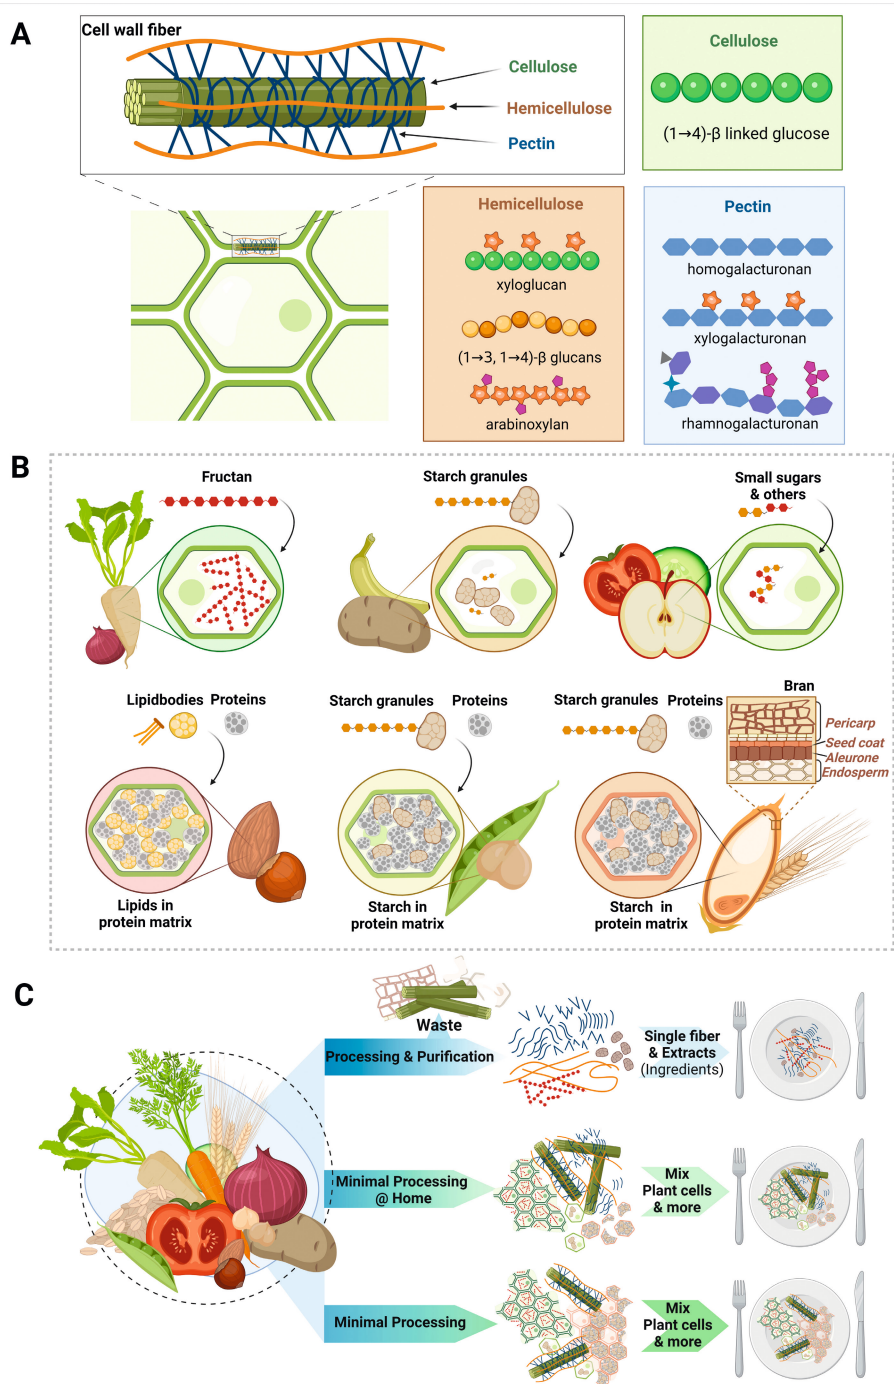 A
Cell wall fiber
Cellulose
Hemicellulose
Pectin
Cellulose
(1→4)-β linked glucose
Hemicellulose
xyloglucan
(1→3, 1→4)-β glucans
arabinoxylan
Pectin
homogalacturonan
xylogalacturonan
rhamnogalacturonan
B
Fructan
Starch granules
Small sugars
& others
Lipidbodies
Proteins
Lipids in
protein matrix
Starch granules
Proteins
Starch in
protein matrix
Starch granules
Proteins
Bran
Pericarp
Seed coat
Aleurone
Endosperm
Starch in
protein matrix
C
Waste
Processing & Purification
Single fiber
& Extracts
(Ingredients)
Minimal Processing
@ Home
Mix
Plant cells
& more
Minimal Processing
Mix
Plant cells
& more